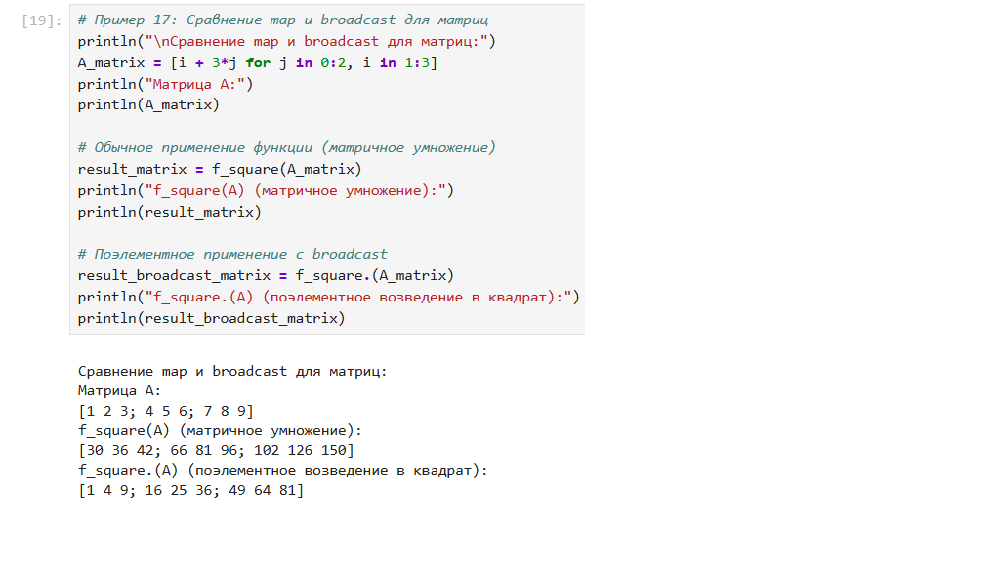 [19]: # Пример 17: Сравнение map и broadcast для матриц
println("\nСравнение map и broadcast для матриц:")
A_matrix = [i + 3*j for j in 0:2, i in 1:3]
println("Матрица A:")
println(A_matrix)
# Обычное применение функции (матричное умножение)
result_matrix = f_square(A_matrix)
println("f_square(A) (матричное умножение):")
println(result_matrix)
# Поэлементное применение с broadcast
result_broadcast_matrix = f_square.(A_matrix)
println("f_square.(A) (поэлементное возведение в квадрат):")
println(result_broadcast_matrix)
Сравнение map и broadcast для матриц:
Матрица A:
[1 2 3; 4 5 6; 7 8 9]
f_square(A) (матричное умножение):
[30 36 42; 66 81 96; 102 126 150]
f_square.(A) (поэлементное возведение в квадрат):
[1 4 9; 16 25 36; 49 64 81]